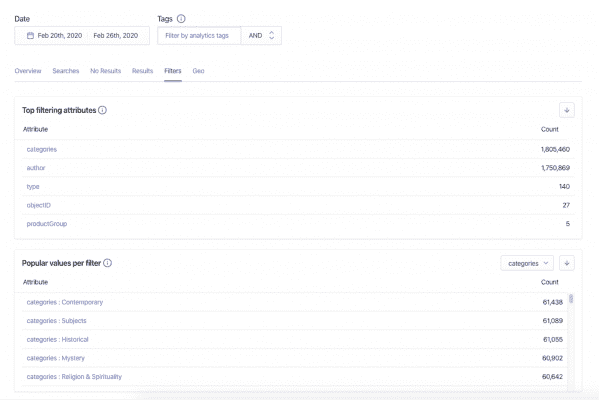 Date Tags
Feb 20th, 2020 Feb 26th, 2020 Filter by analytics tags AND
Overview Searches No Results Results Filters Geo
Top filtering attributes
Attribute Count
categories 1,805,460
author 1,750,869
type 140
objectID 27
productGroup 5
Popular values per filter categories
Attribute Count
categories : Contemporary 61,438
categories : Subjects 61,089
categories : Historical 61,055
categories : Mystery 60,902
categories : Religion & Spirituality 60,642